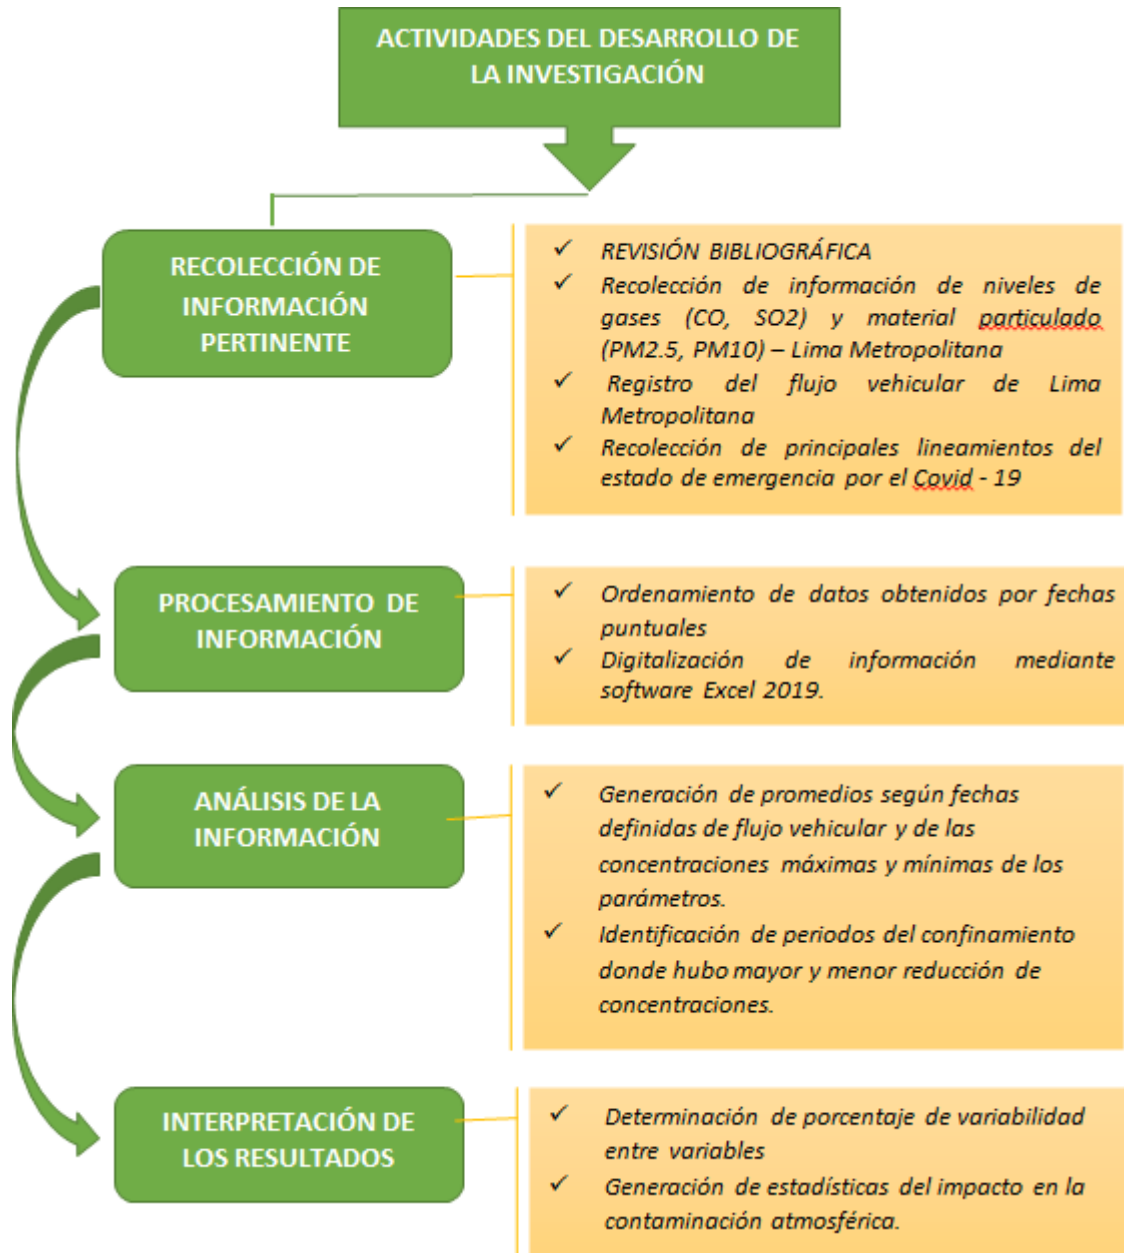 ACTIVIDADES DEL DESARROLLO DE
LA INVESTIGACIÓN
RECOLECCIÓN DE
INFORMACIÓN
PERTINENTE
✓ REVISIÓN BIBLIOGRÁFICA
✓ Recolección de información de niveles de
gases (CO, SO2) y material particulado
(PM2.5, PM10) – Lima Metropolitana
✓ Registro del flujo vehicular de Lima
Metropolitana
✓ Recolección de principales lineamientos del
estado de emergencia por el Covid - 19
PROCESAMIENTO DE
INFORMACIÓN
✓ Ordenamiento de datos obtenidos por fechas
puntuales
✓ Digitalización de información mediante
software Excel 2019.
ANÁLISIS DE LA
INFORMACIÓN
✓ Generación de promedios según fechas
definidas de flujo vehicular y de las
concentraciones máximas y mínimas de los
parámetros.
✓ Identificación de periodos del confinamiento
donde hubo mayor y menor reducción de
concentraciones.
INTERPRETACIÓN DE
LOS RESULTADOS
✓ Determinación de porcentaje de variabilidad
entre variables
✓ Generación de estadísticas del impacto en la
contaminación atmosférica.